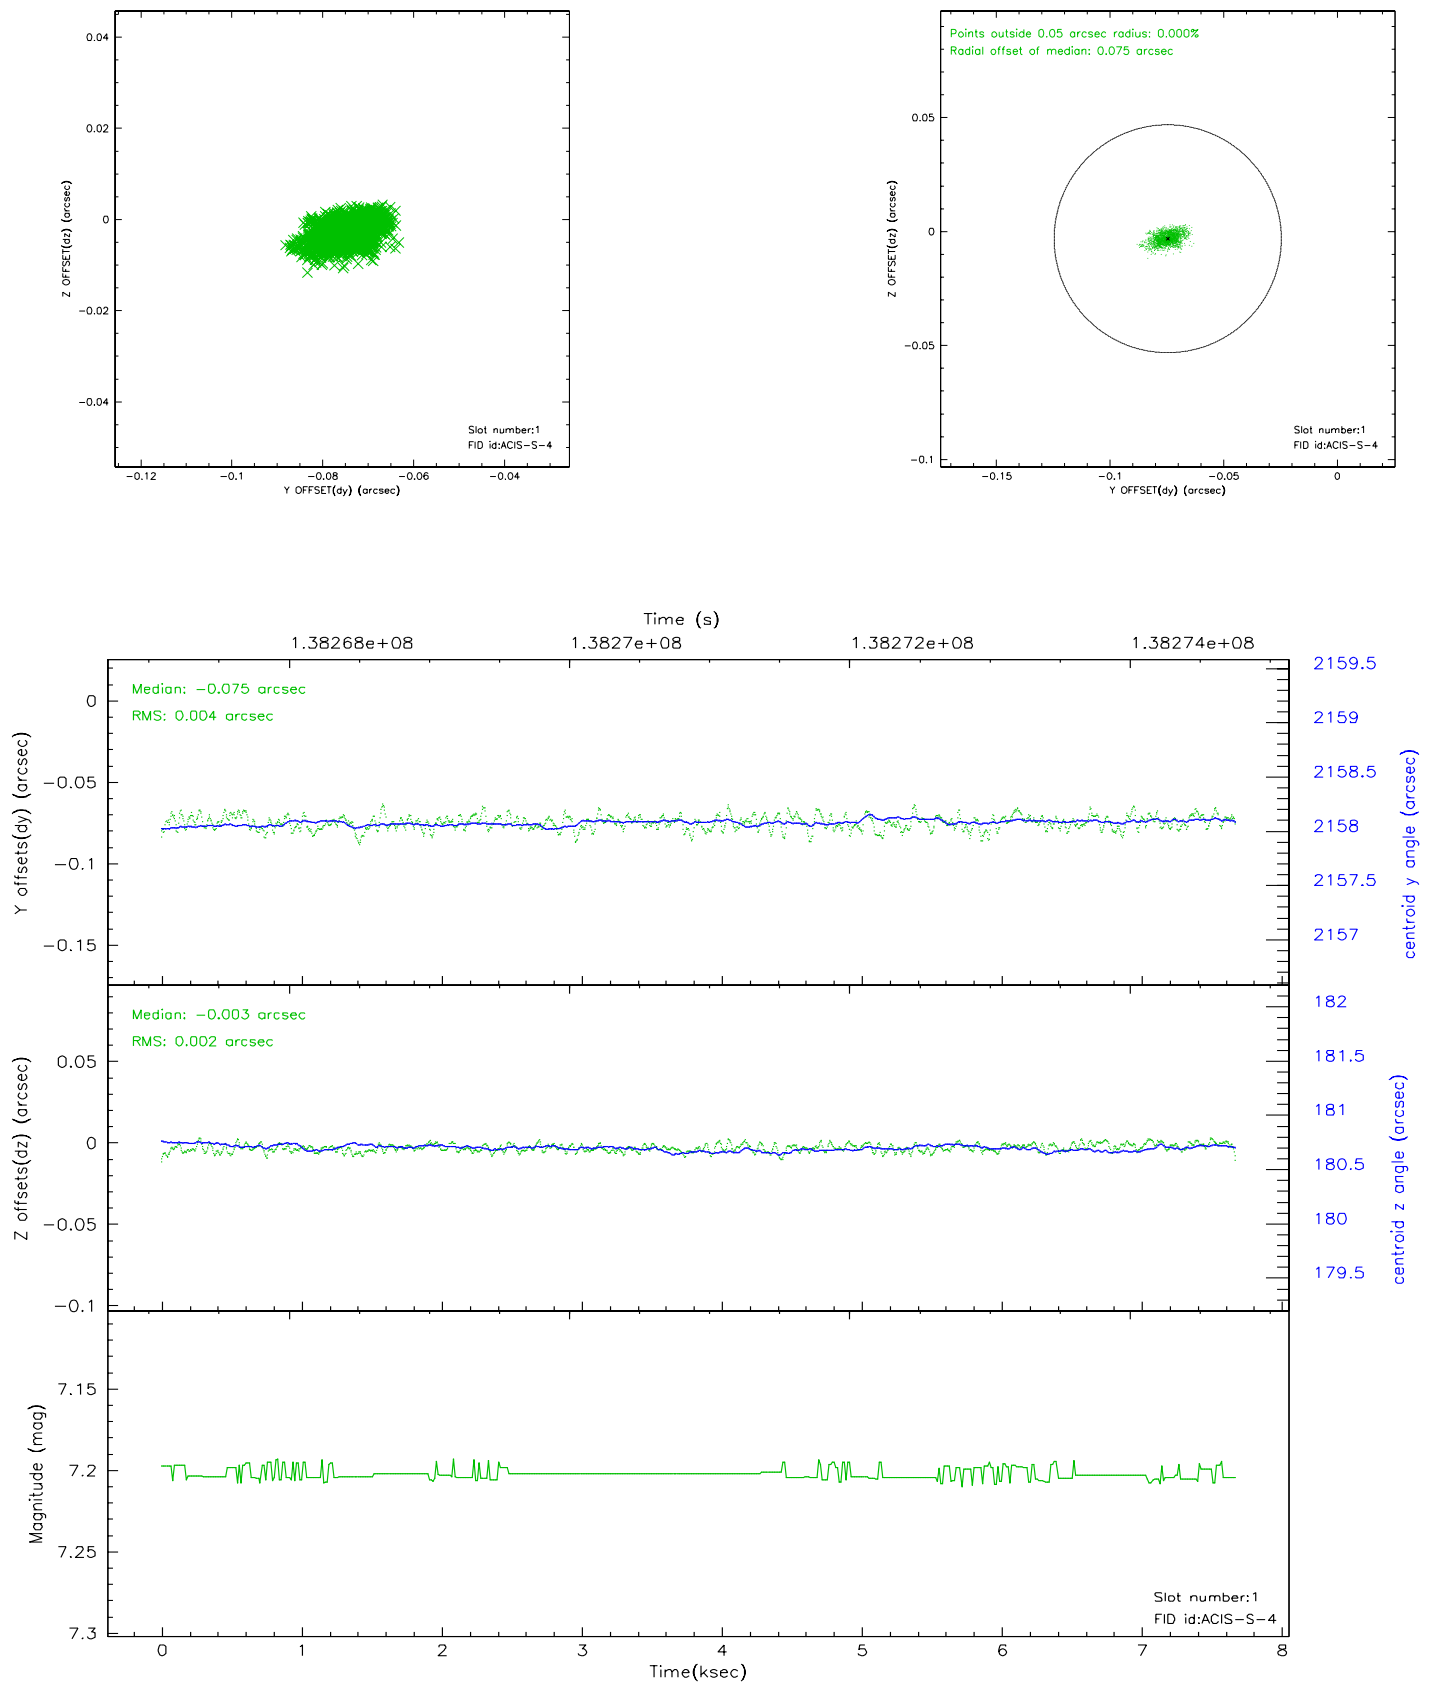 0.04
0.02
0
-0.02
-0.04
Z OFFSET(dz) (arcsec)
Slot number:1
FID id:ACIS-S-4
-0.12 -0.1 -0.08 -0.06 -0.04
Y OFFSET(dy) (arcsec)
Points outside 0.05 arcsec radius: 0.000%
Radial offset of median: 0.075 arcsec
0.05
0
-0.05
-0.1
Z OFFSET(dz) (arcsec)
Slot number:1
FID id:ACIS-S-4
-0.15 -0.1 -0.05 0
Y OFFSET(dy) (arcsec)
Time (s)
1.38268e+08 1.3827e+08 1.38272e+08 1.38274e+08
Median: -0.075 arcsec
RMS: 0.004 arcsec
0
-0.05
-0.1
-0.15
Y offsets(dy) (arcsec)
2159.5
2159
2158.5
2158
2157.5
2157
centroid y angle (arcsec)
Median: -0.003 arcsec
RMS: 0.002 arcsec
0.05
0
-0.05
-0.1
Z offsets(dz) (arcsec)
182
181.5
181
180.5
180
179.5
centroid z angle (arcsec)
7.15
7.2
7.25
7.3
Magnitude (mag)
Slot number:1
FID id:ACIS-S-4
0 1 2 3 4 5 6 7 8
Time(ksec)